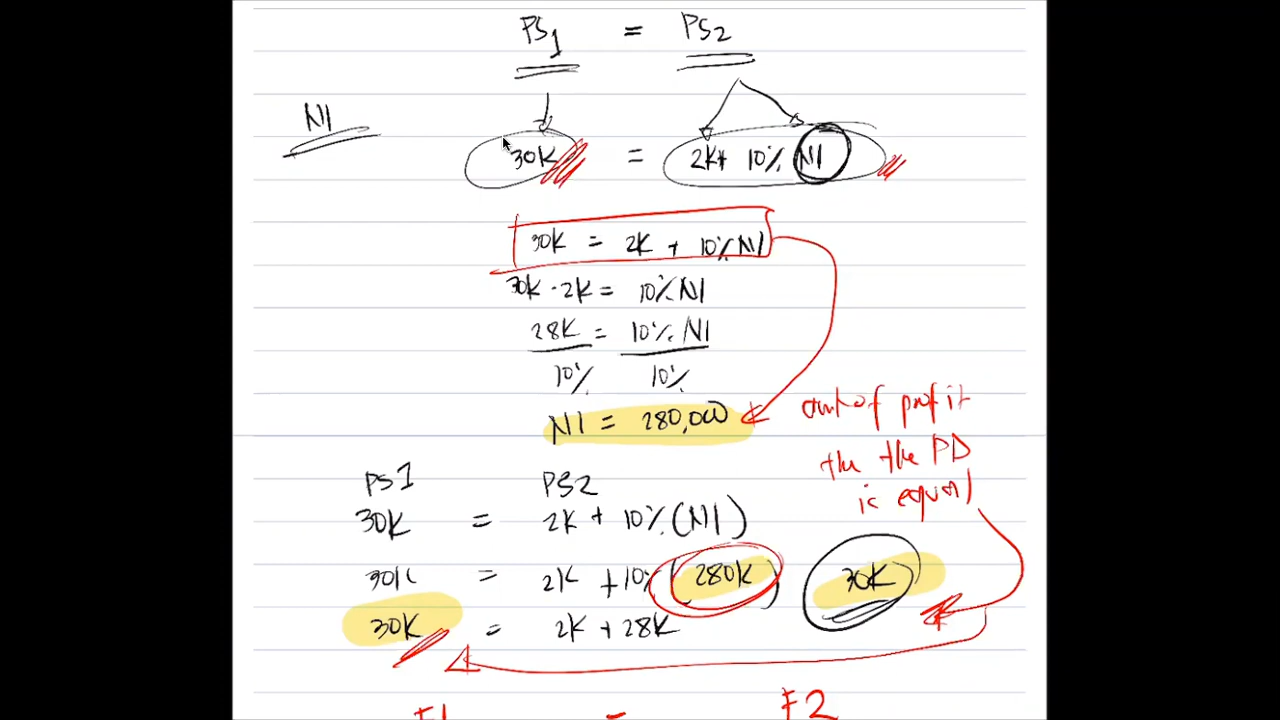 PS1 = PS2
NI
30K = 2K+ 10% NI
30K = 2K + 10% NI
30K - 2K = 10% NI
28K = 10% NI
10% 10%
NI = 280,000
amt of profit
the the PD
is equal
PS1 PS2
30K = 2K + 10% (NI)
30K = 2K + 10% (280K) 30K
30K = 2K + 28K
F1 = F2